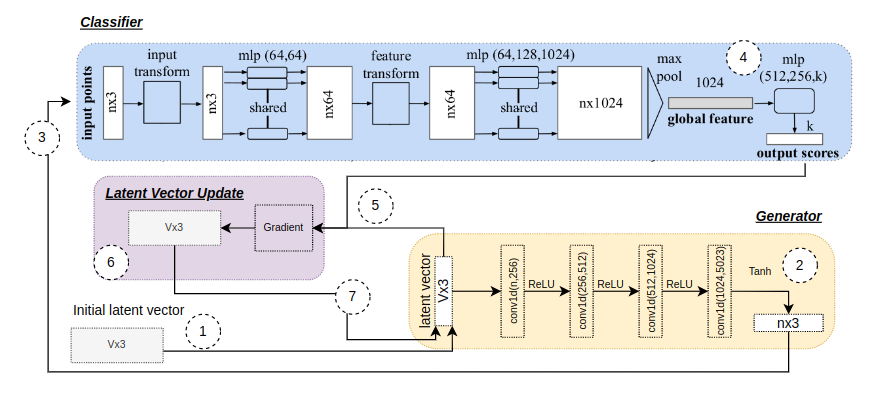 Classifier
input points
nx3
input
transform
nx3
mlp (64,64)
shared
nx64
feature
transform
nx64
mlp (64,128,1024)
shared
nx1024
max
pool
1024
global feature
4
mlp
(512,256,k)
k
output scores
3
Latent Vector Update
Vx3
Gradient
5
6
7
Initial latent vector
Vx3
1
Generator
latent vector
Vx3
conv1d(n,256)
ReLU
conv1d(256,512)
ReLU
conv1d(512,1024)
ReLU
conv1d(1024,5023)
Tanh
2
nx3